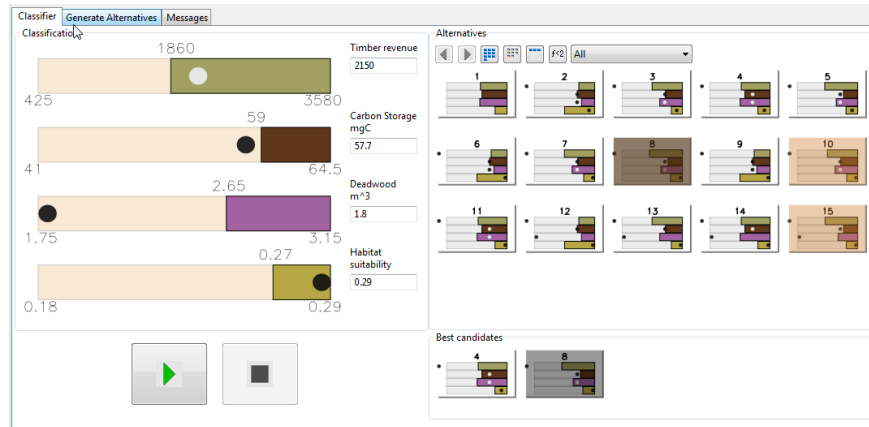 Classifier Generate Alternatives Messages
Classification
1860
425 3580
Timber revenue
2150
59
41 64.5
Carbon Storage
mgC
57.7
2.65
1.75 3.15
Deadwood
m^3
1.8
0.27
0.18 0.29
Habitat
suitability
0.29
Alternatives
All
1 2 3 4 5
6 7 8 9 10
11 12 13 14 15
Best candidates
4 8